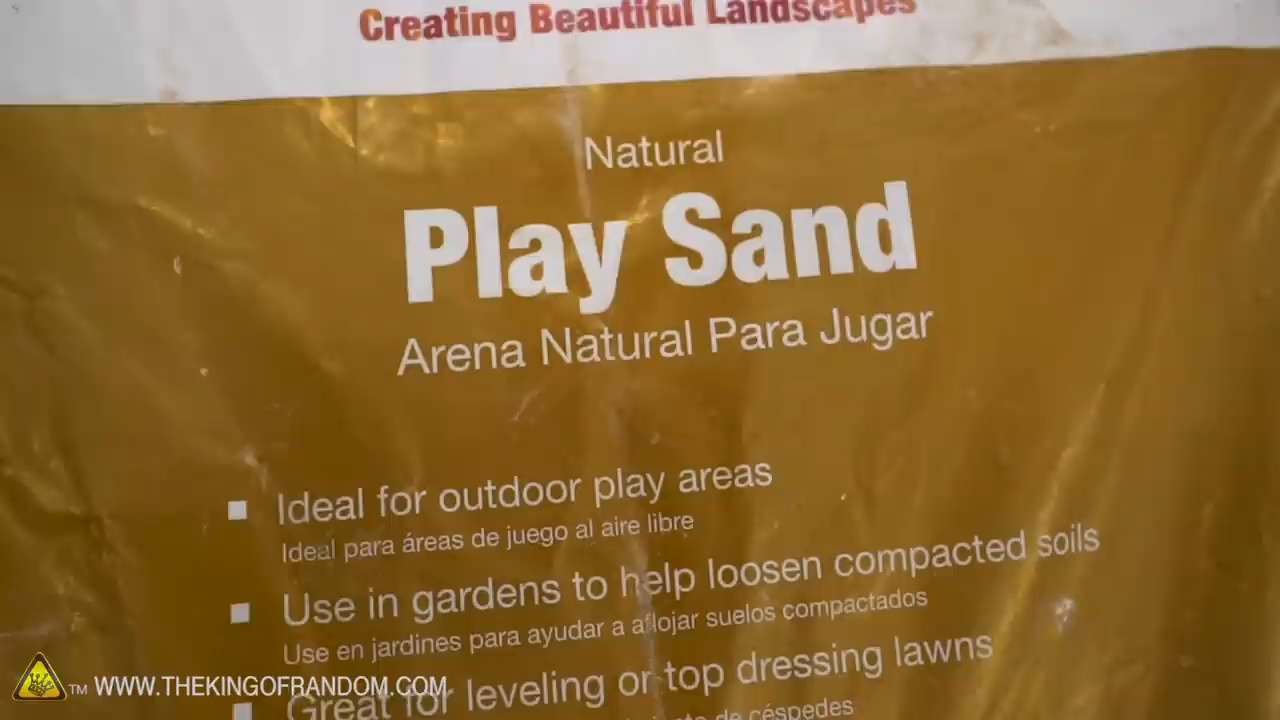 Creating Beautiful Landscapes
Natural
Play Sand
Arena Natural Para Jugar
Ideal for outdoor play areas
Ideal para áreas de juego al aire libre
Use in gardens to help loosen compacted soils
Use en jardines para ayudar a aflojar suelos compactados
Great for leveling or top dressing lawns
de céspedes
TM WWW.THEKINGOFRANDOM.COM